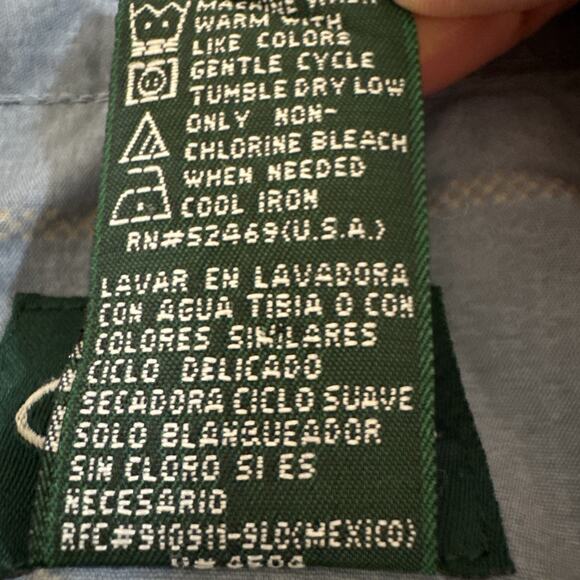 MACHINE WASH
WARM WITH
LIKE COLORS
GENTLE CYCLE
TUMBLE DRY LOW
ONLY NON-
CHLORINE BLEACH
WHEN NEEDED
COOL IRON
RN#52469(U.S.A.)
LAVAR EN LAVADORA
CON AGUA TIBIA O CON
COLORES SIMILARES
CICLO DELICADO
SECADORA CICLO SUAVE
SOLO BLANQUEADOR
SIN CLORO SI ES
NECESARIO
RFC#910911-9L0(MEXICO)